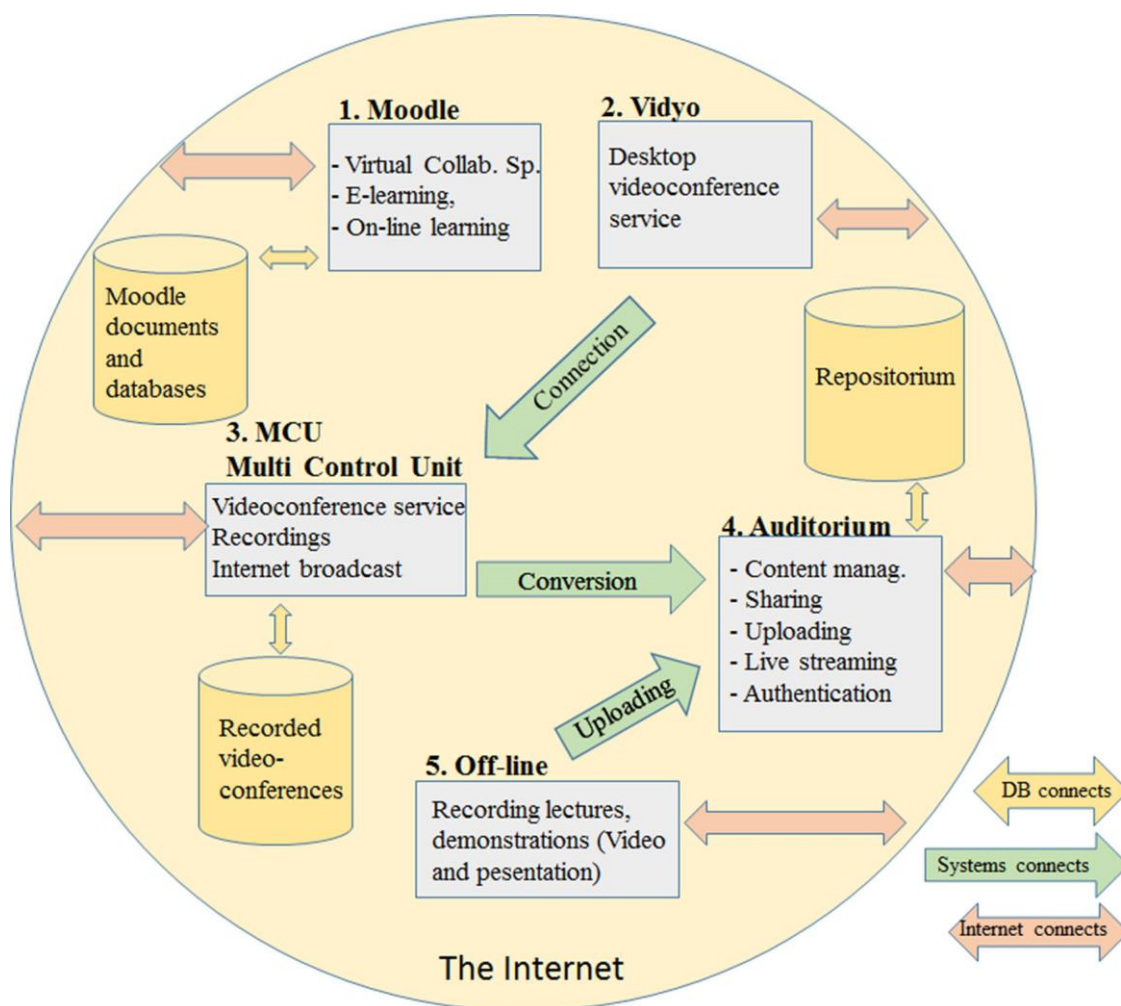 1. Moodle
- Virtual Collab. Sp.
- E-learning,
- On-line learning
2. Vidyo
Desktop
videoconference
service
Moodle
documents
and
databases
Connection
Repositorium
3. MCU
Multi Control Unit
Videoconference service
Recordings
Internet broadcast
Conversion
4. Auditorium
- Content manag.
- Sharing
- Uploading
- Live streaming
- Authentication
Uploading
Recorded
video-
conferences
5. Off-line
Recording lectures,
demonstrations (Video
and pesentation)
DB connects
Systems connects
Internet connects
The Internet